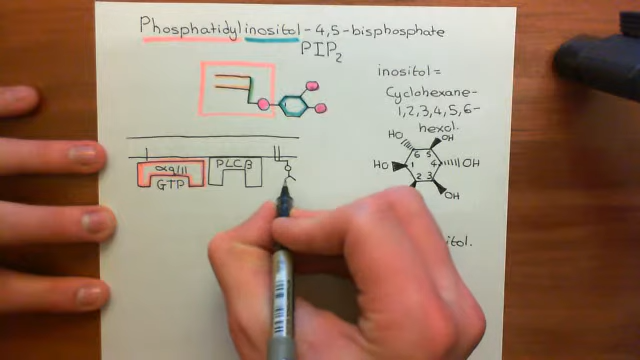 Phosphatidylinositol-4,5-bisphosphate
PIP2
inositol=
Cyclohexane-
1,2,3,4,5,6-
hexol.
HO OH
6 5
HO 1 4 OH
2 3
OH
αq/11 PLCβ
GTP
itol.